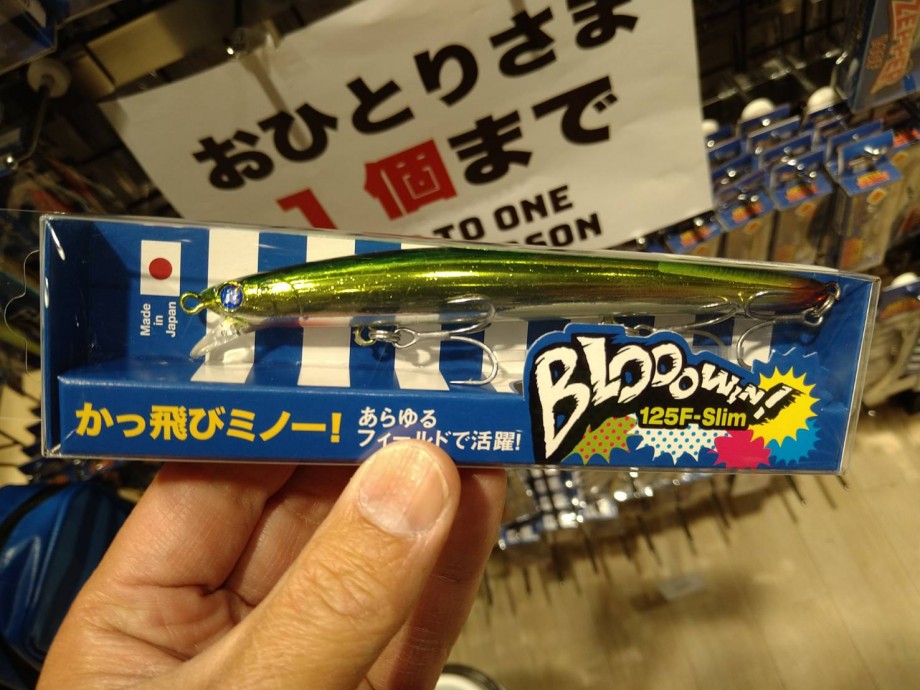 おひとりさま
1個まで
TO ONE
Made
in
Japan
BLOOOWIN!
125F-Slim
かっ飛びミノー!
あらゆる
フィールドで活躍!
ZEPPER